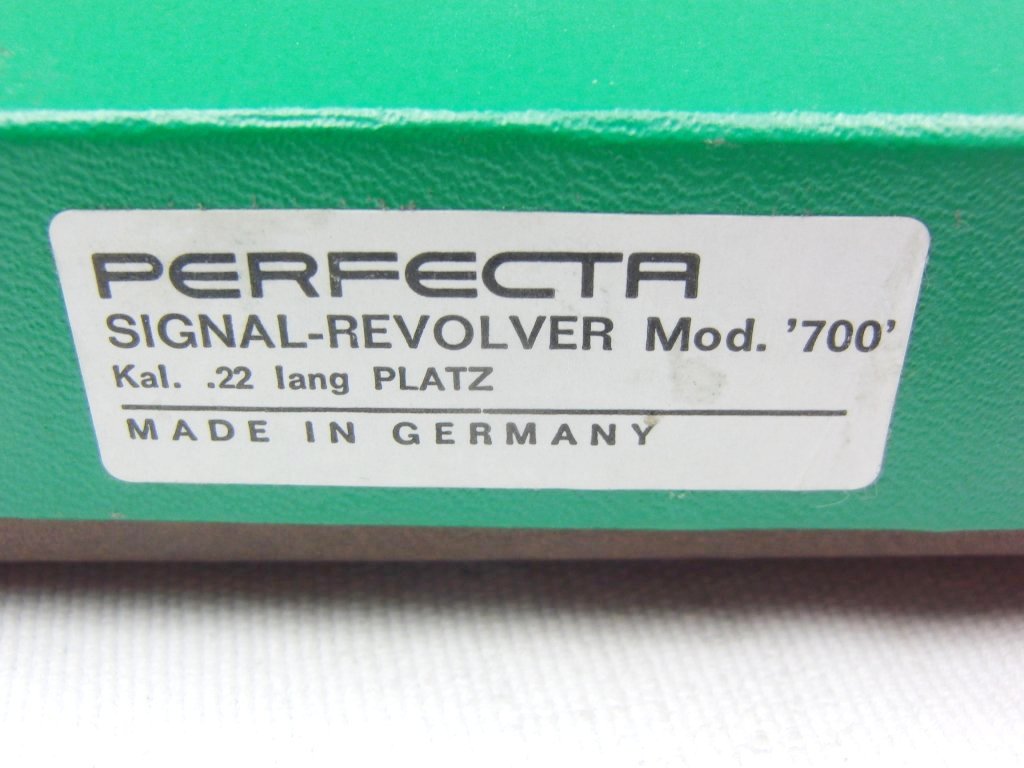 PERFECTA
SIGNAL-REVOLVER Mod. '700'
Kal. .22 lang PLATZ
MADE IN GERMANY